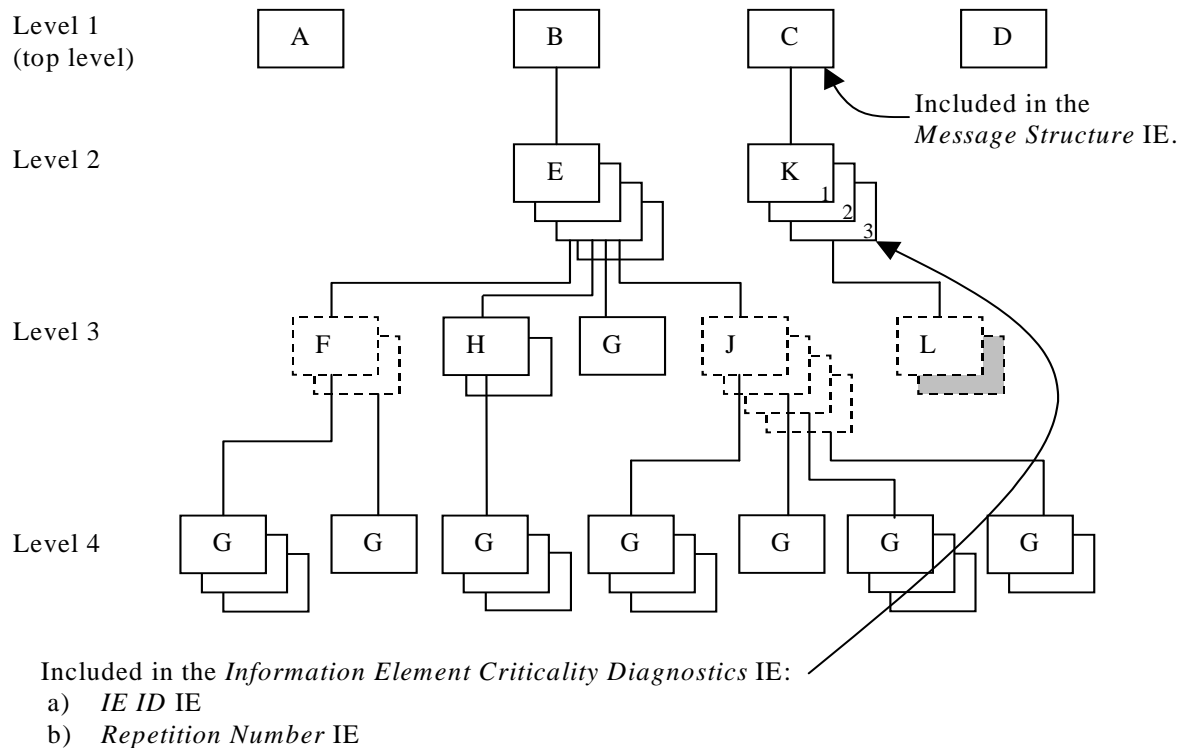 Level 1
(top level)
A
B
C
D
Included in the
Message Structure IE.
Level 2
E
K
1
2
3
Level 3
F
H
G
J
L
Level 4
G
G
G
G
G
G
G
Included in the Information Element Criticality Diagnostics IE:
a) IE ID IE
b) Repetition Number IE